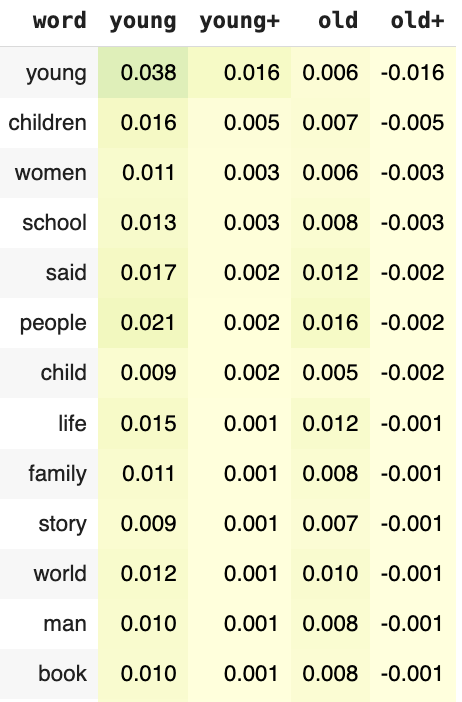 word young young+ old old+
young 0.038 0.016 0.006 -0.016
children 0.016 0.005 0.007 -0.005
women 0.011 0.003 0.006 -0.003
school 0.013 0.003 0.008 -0.003
said 0.017 0.002 0.012 -0.002
people 0.021 0.002 0.016 -0.002
child 0.009 0.002 0.005 -0.002
life 0.015 0.001 0.012 -0.001
family 0.011 0.001 0.008 -0.001
story 0.009 0.001 0.007 -0.001
world 0.012 0.001 0.010 -0.001
man 0.010 0.001 0.008 -0.001
book 0.010 0.001 0.008 -0.001